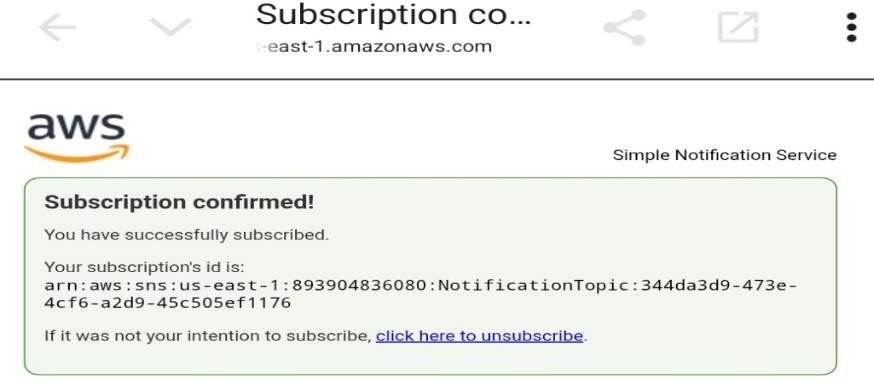 Subscription co...
-east-1.amazonaws.com
aws
Simple Notification Service
Subscription confirmed!
You have successfully subscribed.
Your subscription's id is:
arn:aws:sns:us-east-1:893904836080:NotificationTopic:344da3d9-473e-
4cf6-a2d9-45c505ef1176
If it was not your intention to subscribe, click here to unsubscribe.